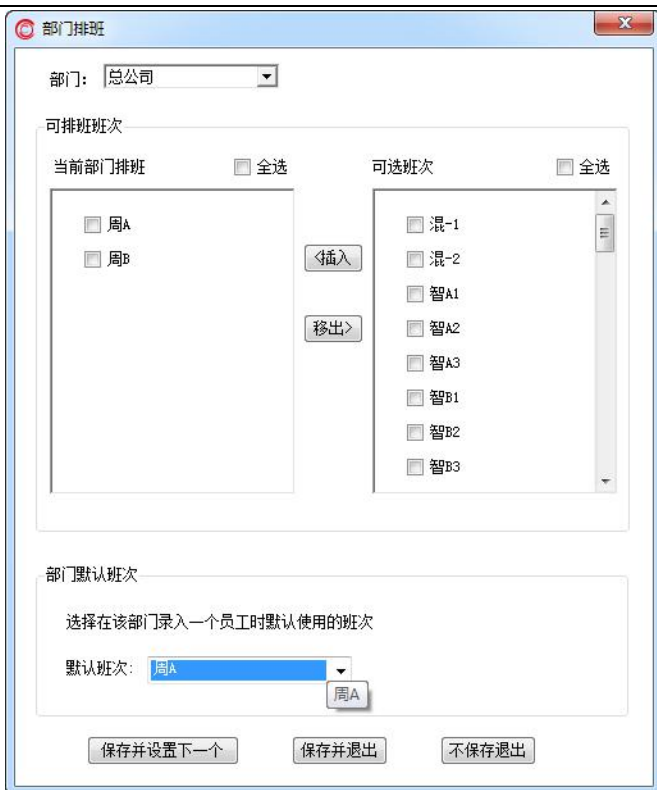 部门排班
部门： 总公司
可排班班次
当前部门排班 全选 可选班次 全选
周A 混-1
周B <插入 混-2
智A1
移出> 智A2
智A3
智B1
智B2
智B3
部门默认班次
选择在该部门录入一个员工时默认使用的班次
默认班次: 周A
周A
保存并设置下一个 保存并退出 不保存退出